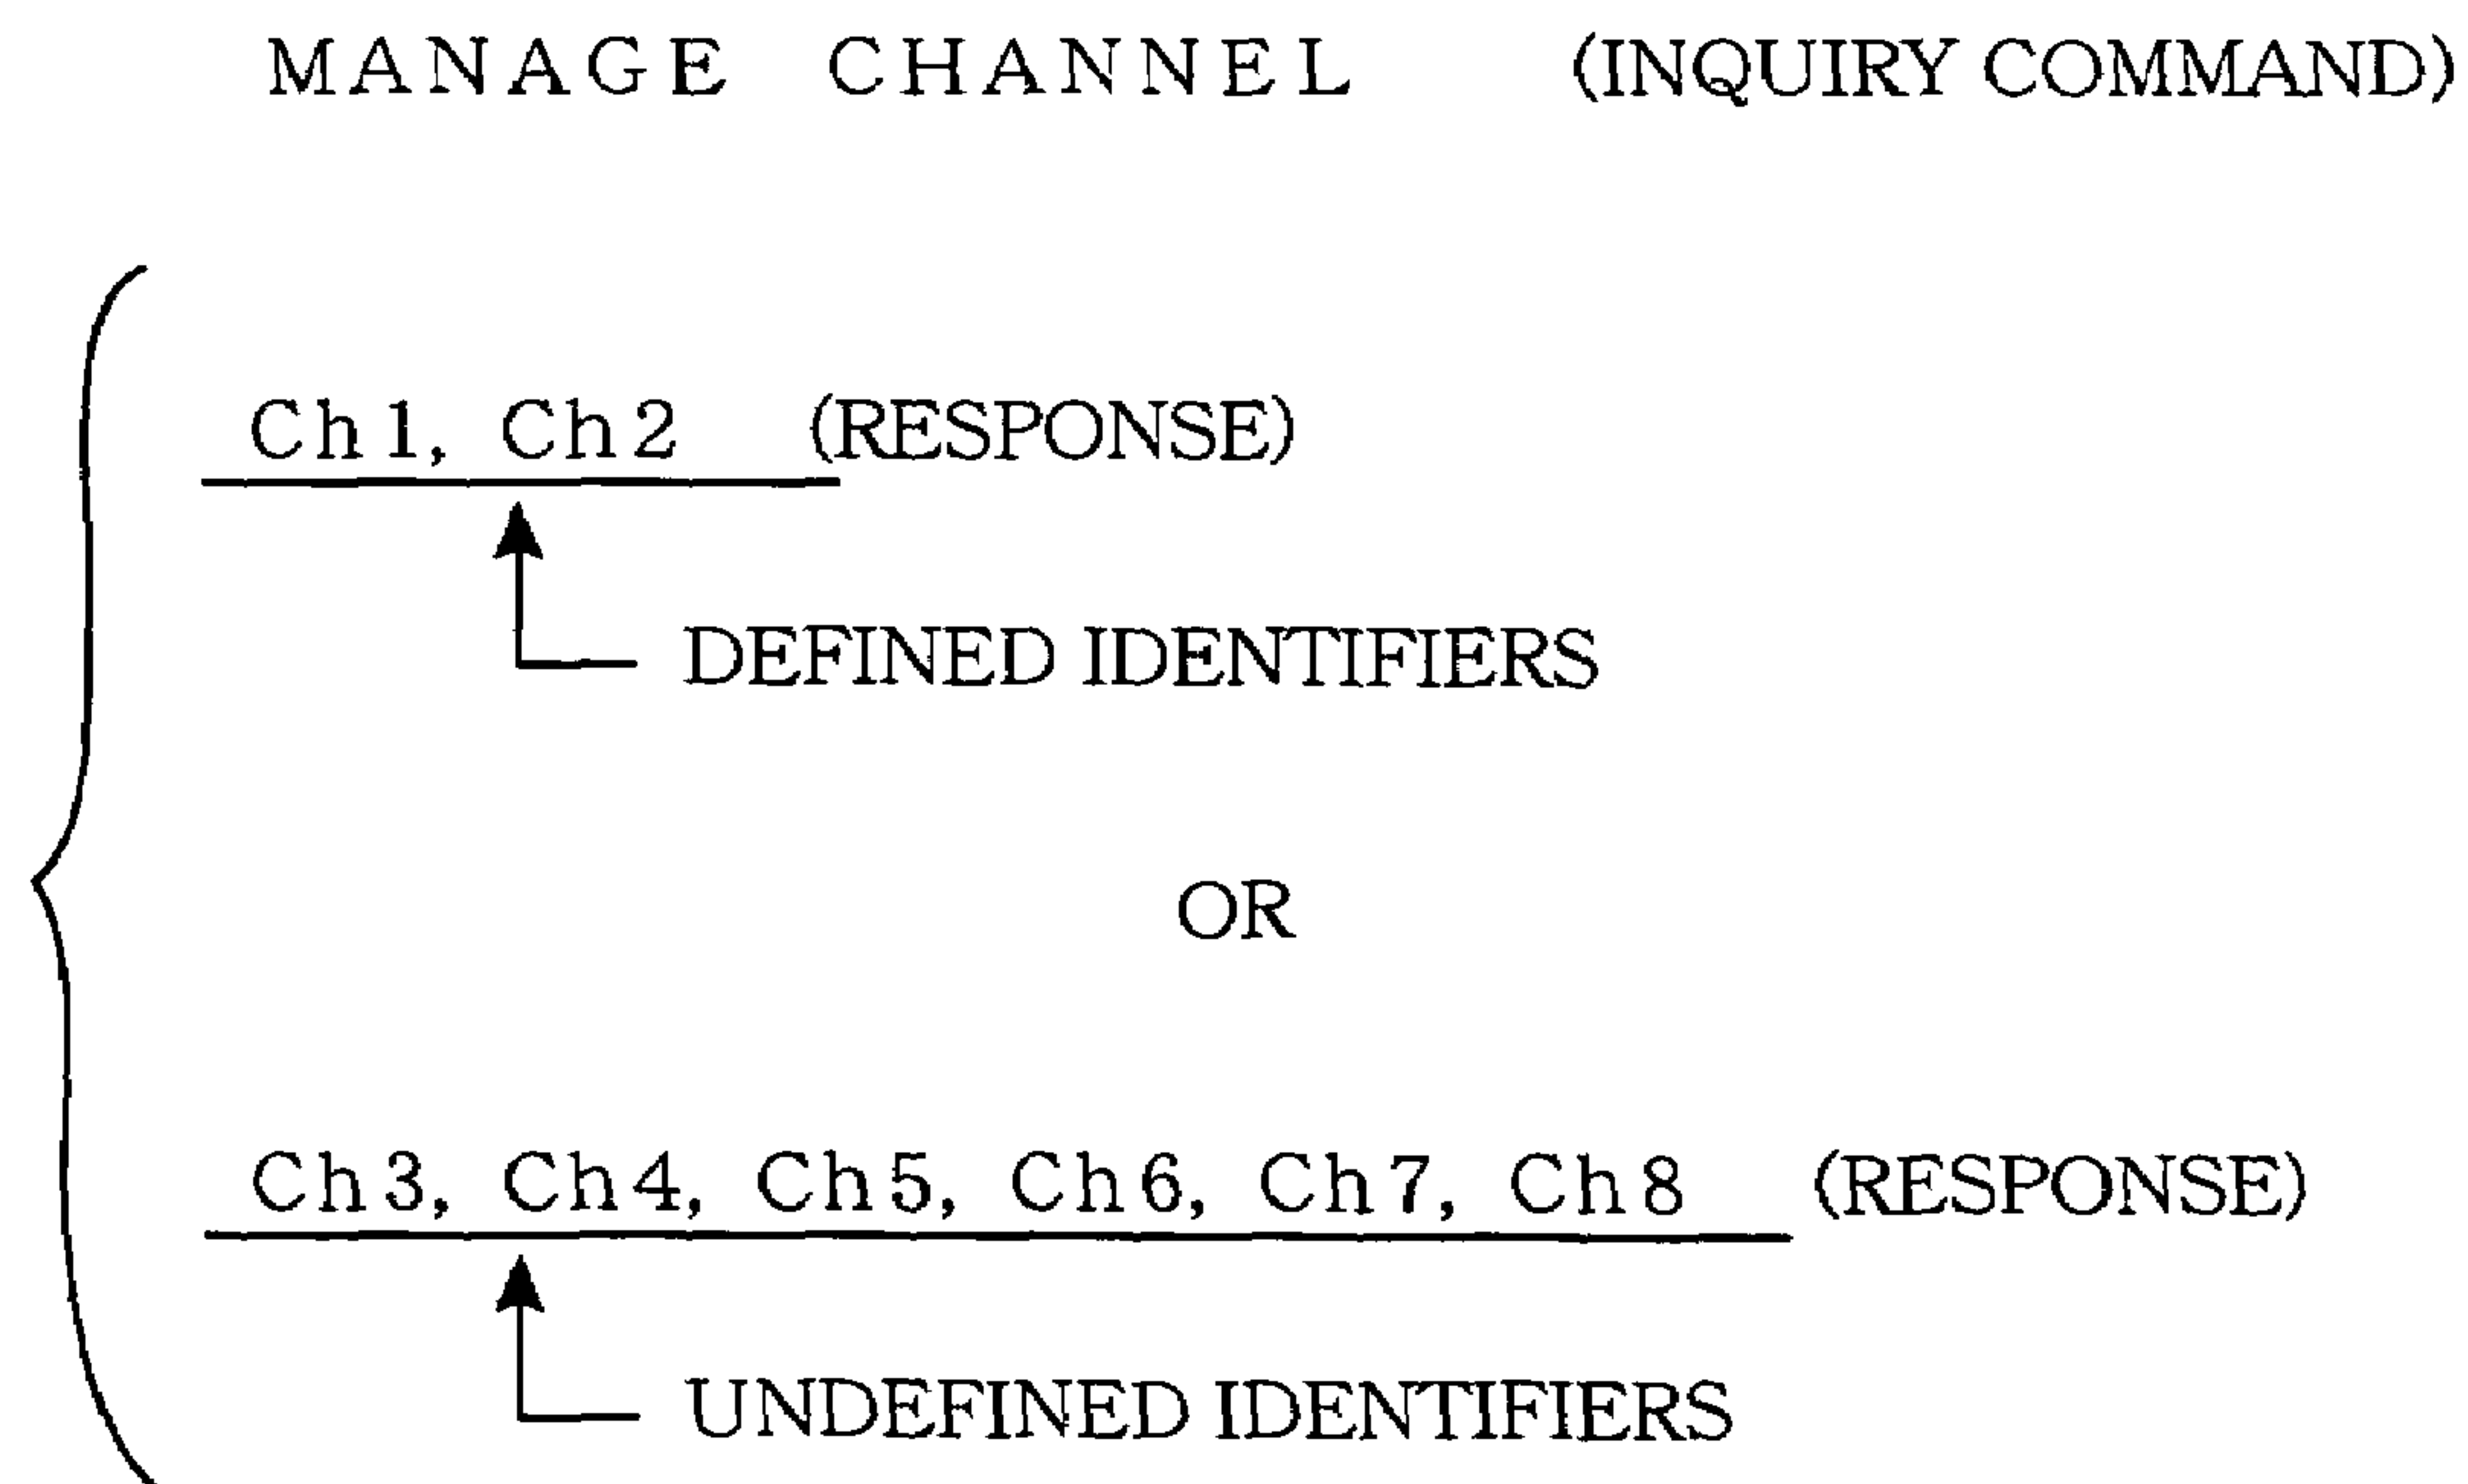 MANAGE CHANNEL (INQUIRY COMMAND)
Ch1, Ch2 (RESPONSE)
DEFINED IDENTIFIERS
OR
Ch3, Ch4, Ch5, Ch6, Ch7, Ch8 (RESPONSE)
UNDEFINED IDENTIFIERS